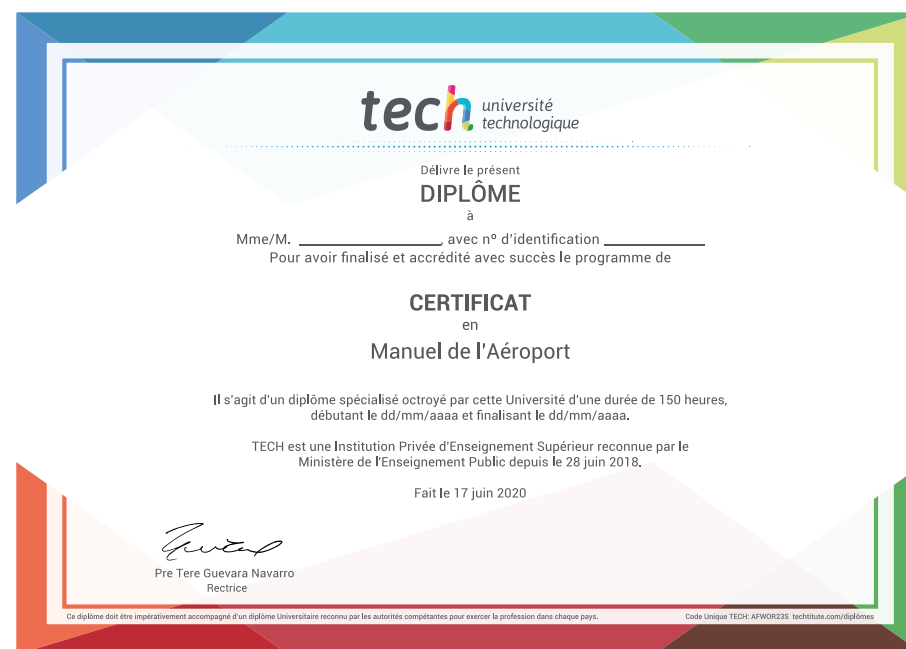 tech université
technologique
Délivre le présent
DIPLÔME
à
Mme/M. ____________________, avec nº d'identification ______________
Pour avoir finalisé et accrédité avec succès le programme de
CERTIFICAT
en
Manuel de l'Aéroport
Il s'agit d'un diplôme spécialisé octroyé par cette Université d'une durée de 150 heures,
débutant le dd/mm/aaaa et finalisant le dd/mm/aaaa.
TECH est une Institution Privée d'Enseignement Supérieur reconnue par le
Ministère de l'Enseignement Public depuis le 28 juin 2018.
Fait le 17 juin 2020
Pre Tere Guevara Navarro
Rectrice
Ce diplôme doit être impérativement accompagné d'un diplôme Universitaire reconnu par les autorités compétantes pour exercer la profession dans chaque pays.
Code Unique TECH: AFWOR23S techtitute.com/diplômes